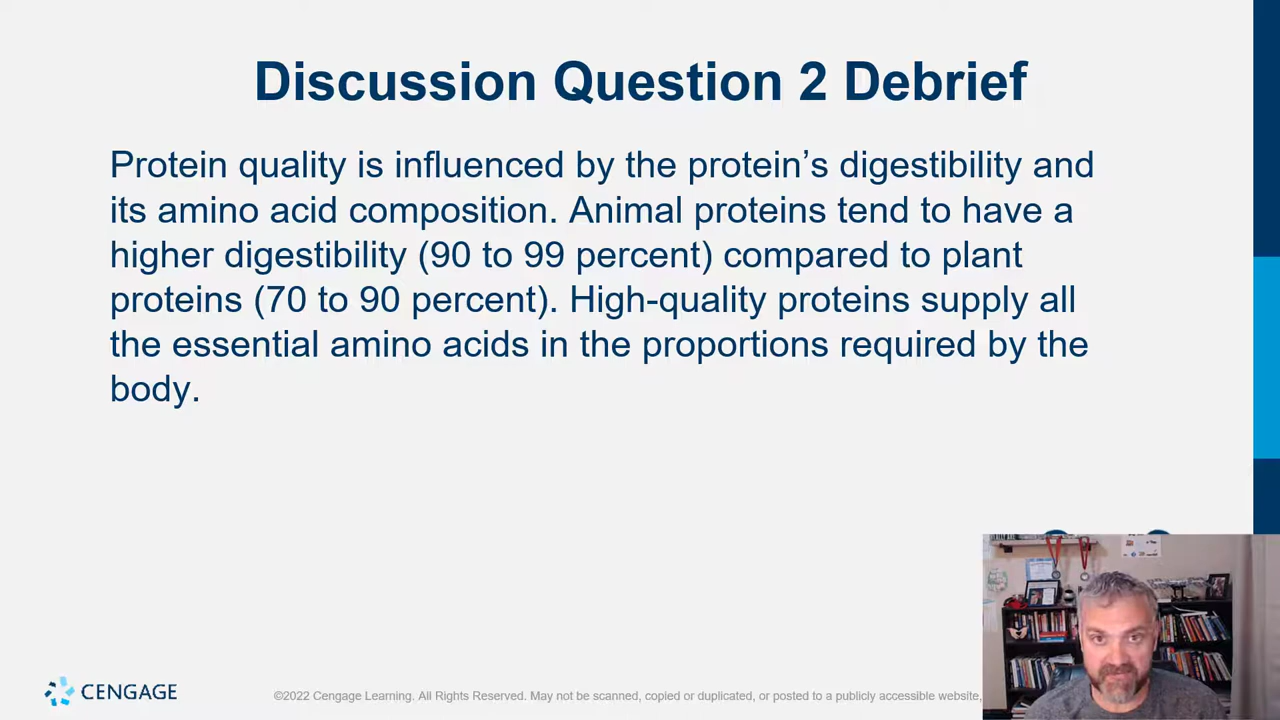 Discussion Question 2 Debrief
Protein quality is influenced by the protein’s digestibility and
its amino acid composition. Animal proteins tend to have a
higher digestibility (90 to 99 percent) compared to plant
proteins (70 to 90 percent). High-quality proteins supply all
the essential amino acids in the proportions required by the
body.
CENGAGE
©2022 Cengage Learning. All Rights Reserved. May not be scanned, copied or duplicated, or posted to a publicly accessible website,